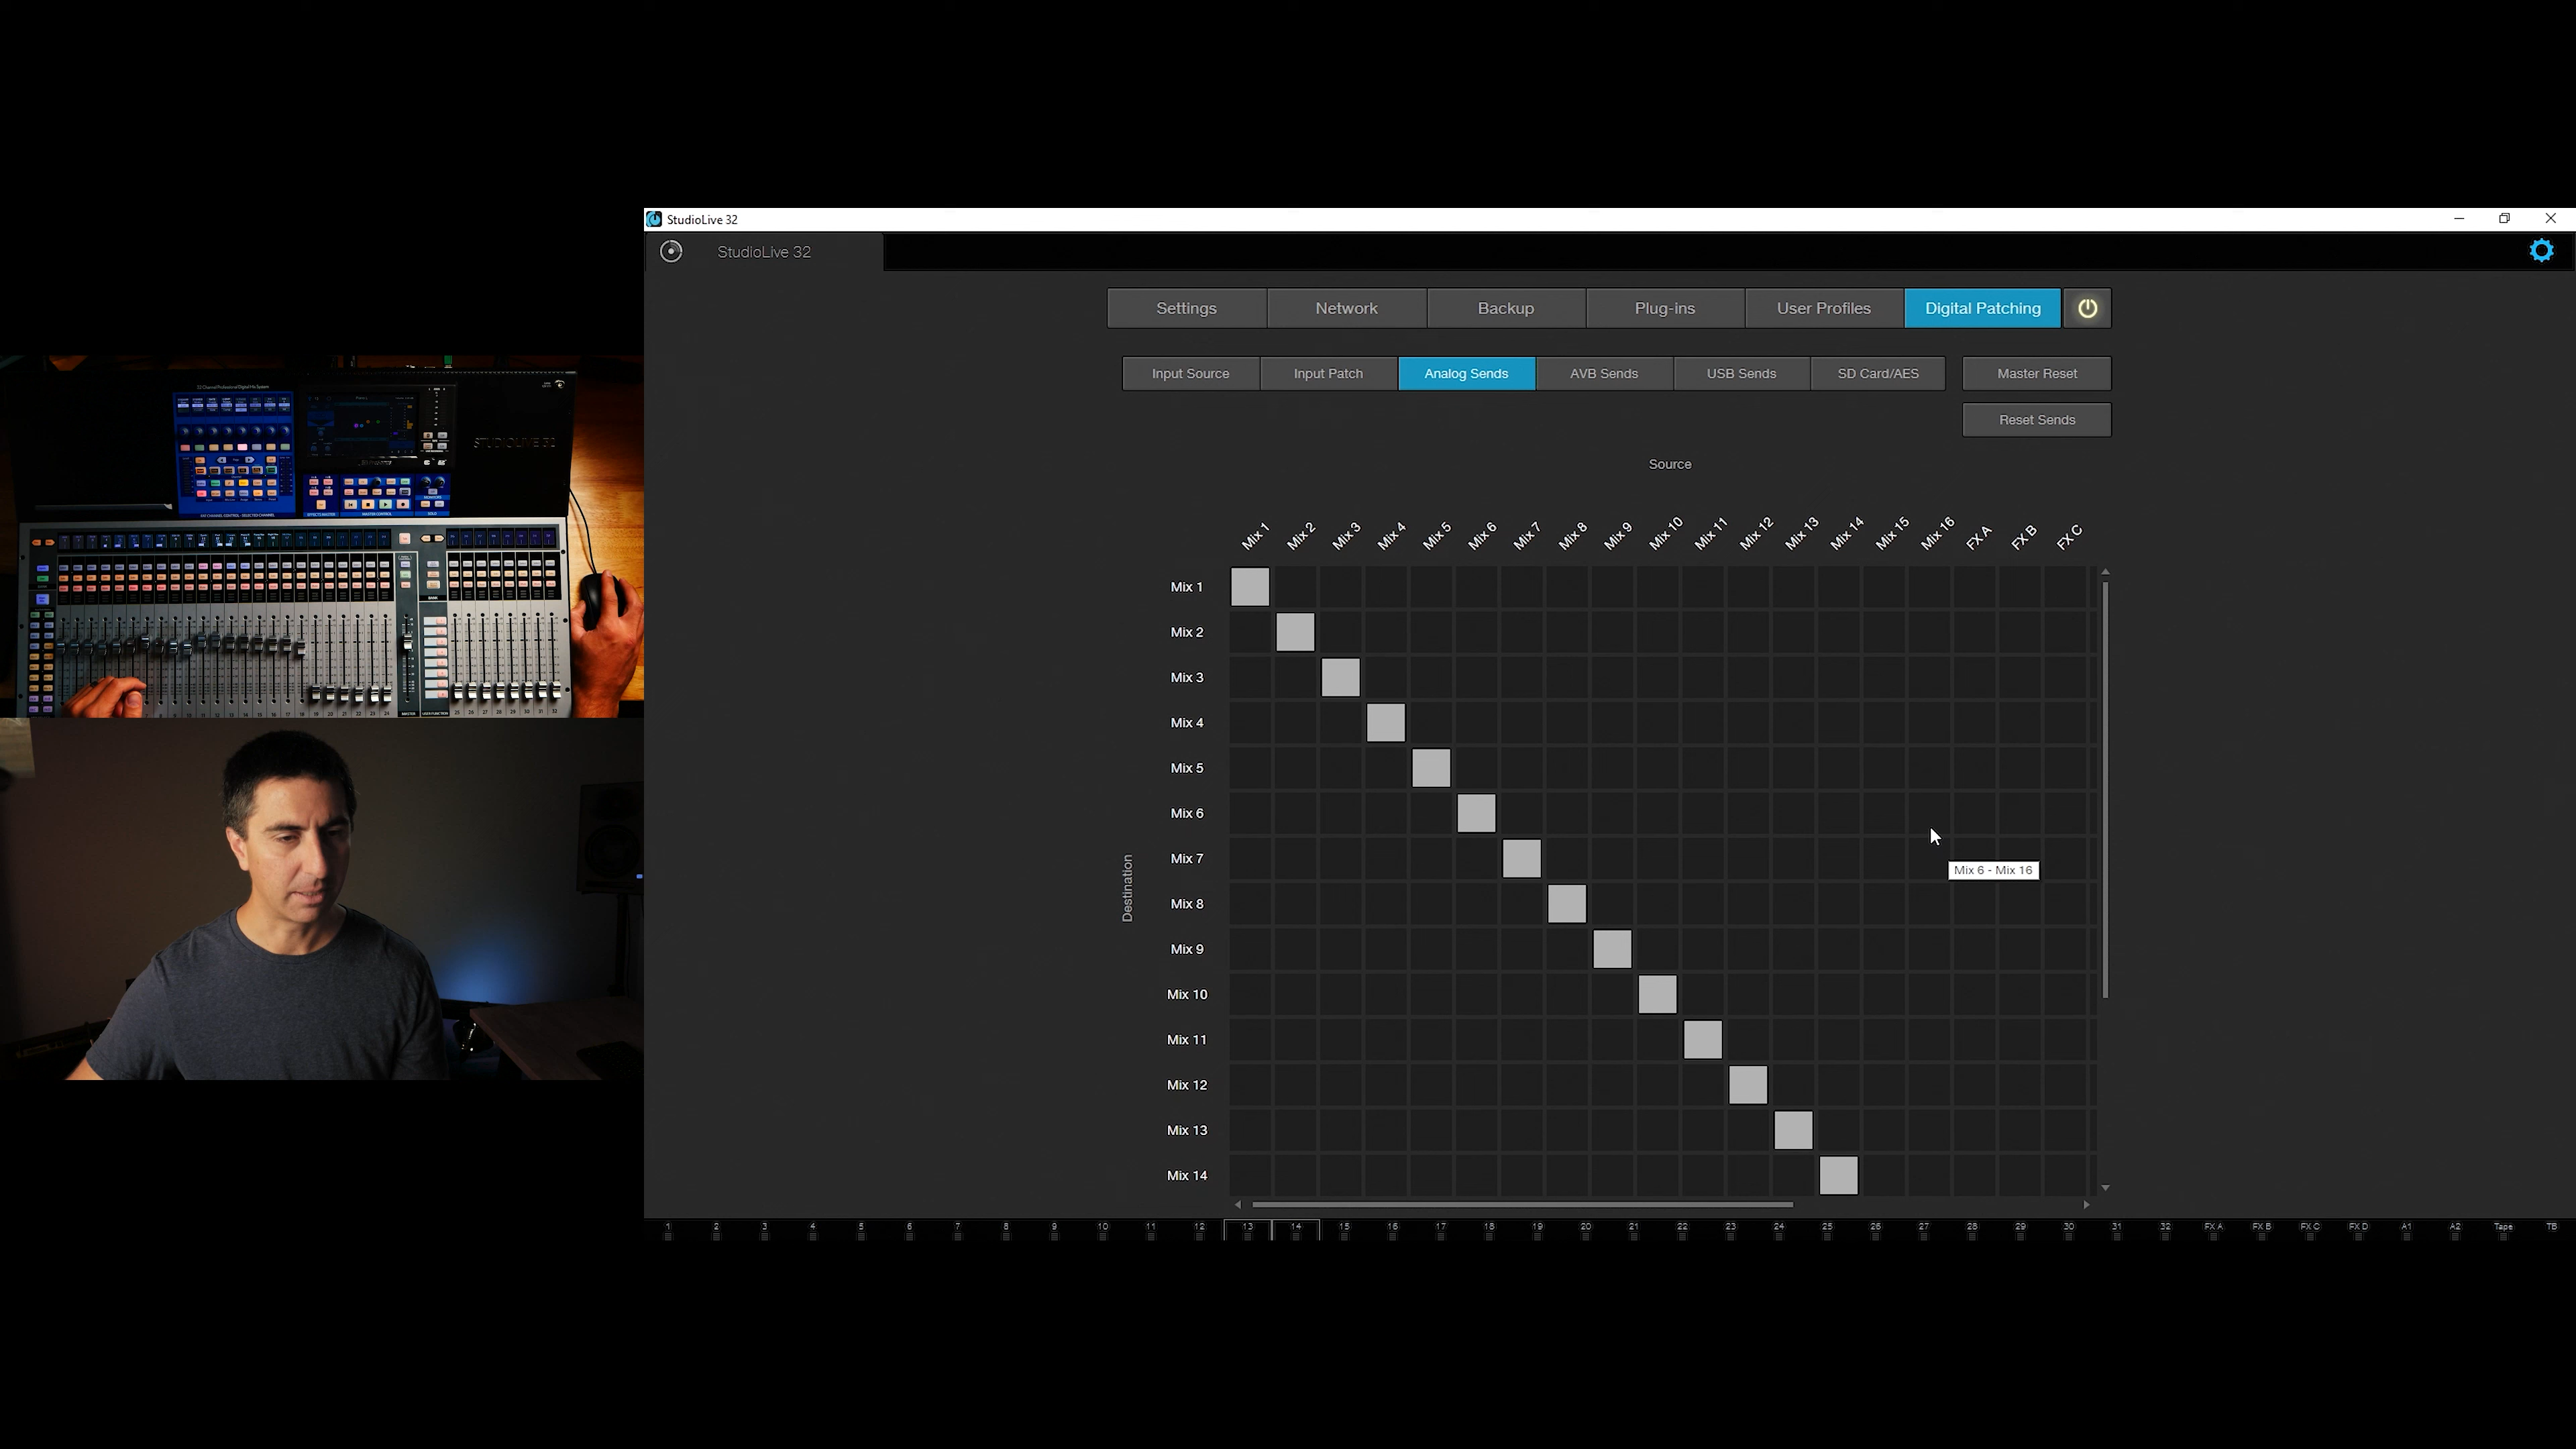 StudioLive 32
StudioLive 32
Settings
Network
Backup
Plug-ins
User Profiles
Digital Patching
Input Source
Input Patch
Analog Sends
AVB Sends
USB Sends
SD Card/AES
Master Reset
Reset Sends
Source
Mix 1
Mix 2
Mix 3
Mix 4
Mix 5
Mix 6
Mix 7
Mix 8
Mix 9
Mix 10
Mix 11
Mix 12
Mix 13
Mix 14
Mix 15
Mix 16
FX A
FX B
FX C
Destination
Mix 1
Mix 2
Mix 3
Mix 4
Mix 5
Mix 6
Mix 7
Mix 8
Mix 9
Mix 10
Mix 11
Mix 12
Mix 13
Mix 14
Mix 6 - Mix 16
1 2 3 4 5 6 7 8 9 10 11 12 13 14 15 16 17 18 19 20 21 22 23 24 25 26 27 28 29 30 31 32 FX A FX B FX C FX D A1 A2 Tape TB
STUDIOLIVE 32